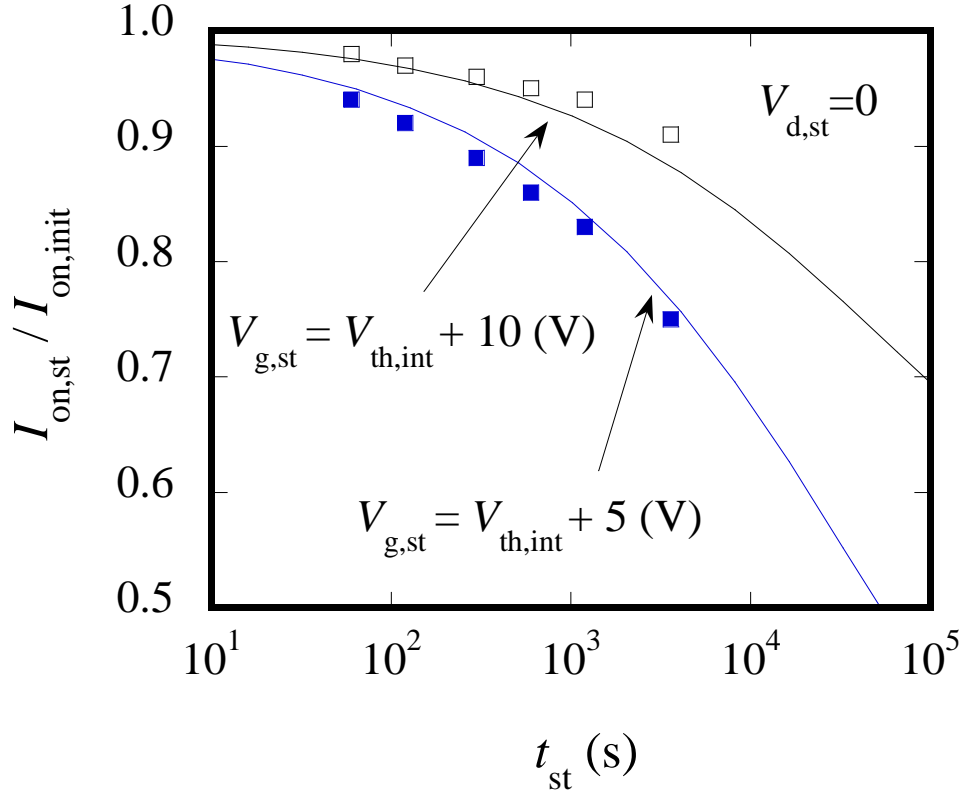 1.0
0.9
0.8
0.7
0.6
0.5
I_on,st / I_on,init
V_d,st =0
V_g,st = V_th,int + 10 (V)
V_g,st = V_th,int + 5 (V)
10^1 10^2 10^3 10^4 10^5
t_st (s)